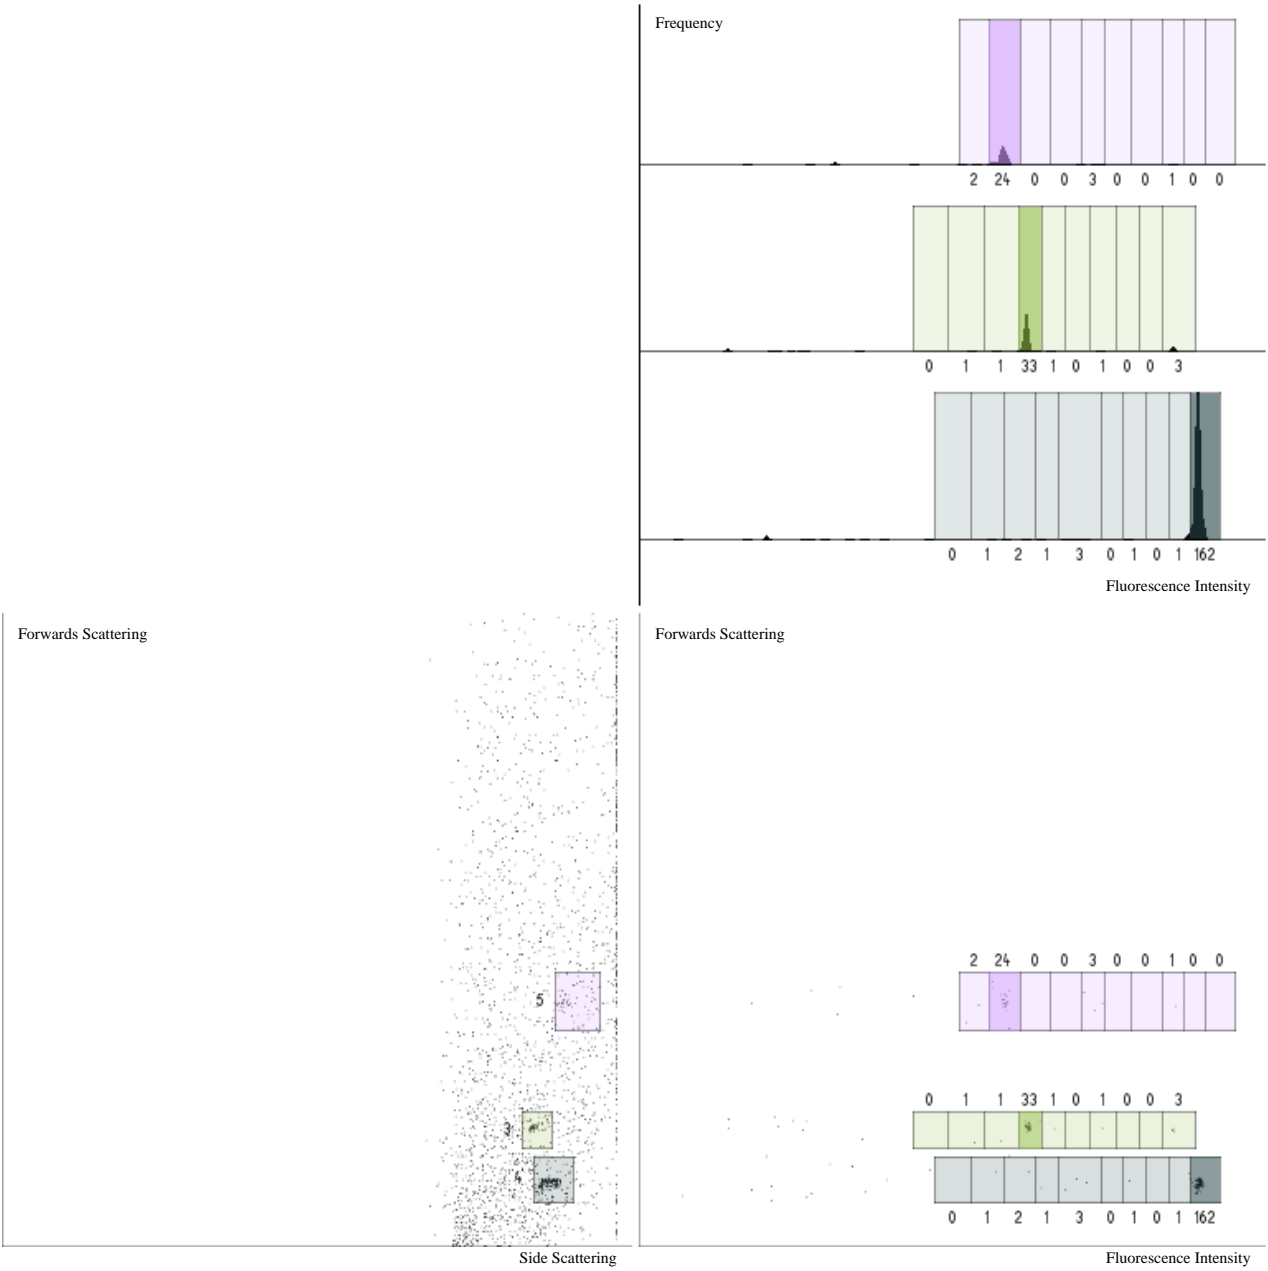 Frequency
2 24 0 0 3 0 0 1 0 0
0 1 1 33 1 0 1 0 0 3
0 1 2 1 3 0 1 0 1 162
Fluorescence Intensity
Forwards Scattering
5
3
4
Side Scattering
Forwards Scattering
2 24 0 0 3 0 0 1 0 0
0 1 1 33 1 0 1 0 0 3
0 1 2 1 3 0 1 0 1 162
Fluorescence Intensity